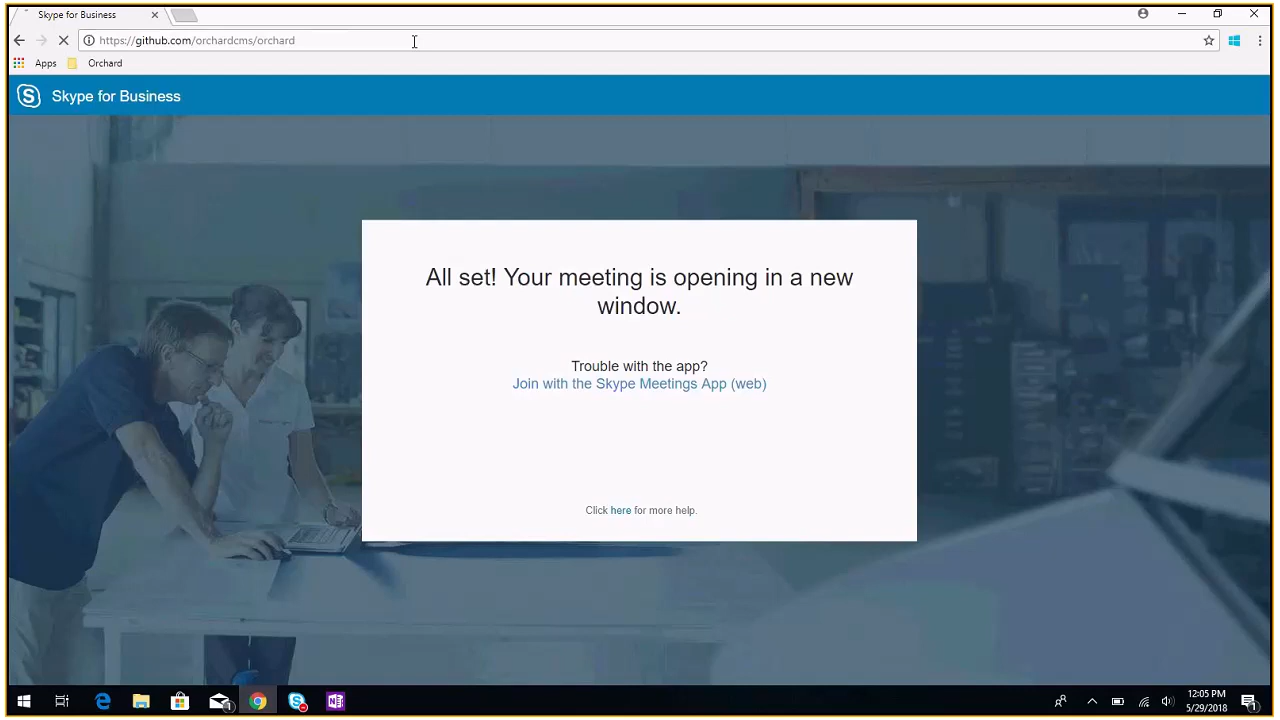 Skype for Business
https://github.com/orchardcms/orchard
Apps
Orchard
S Skype for Business
All set! Your meeting is opening in a new
window.
Trouble with the app?
Join with the Skype Meetings App (web)
Click here for more help.
12:05 PM
5/29/2018